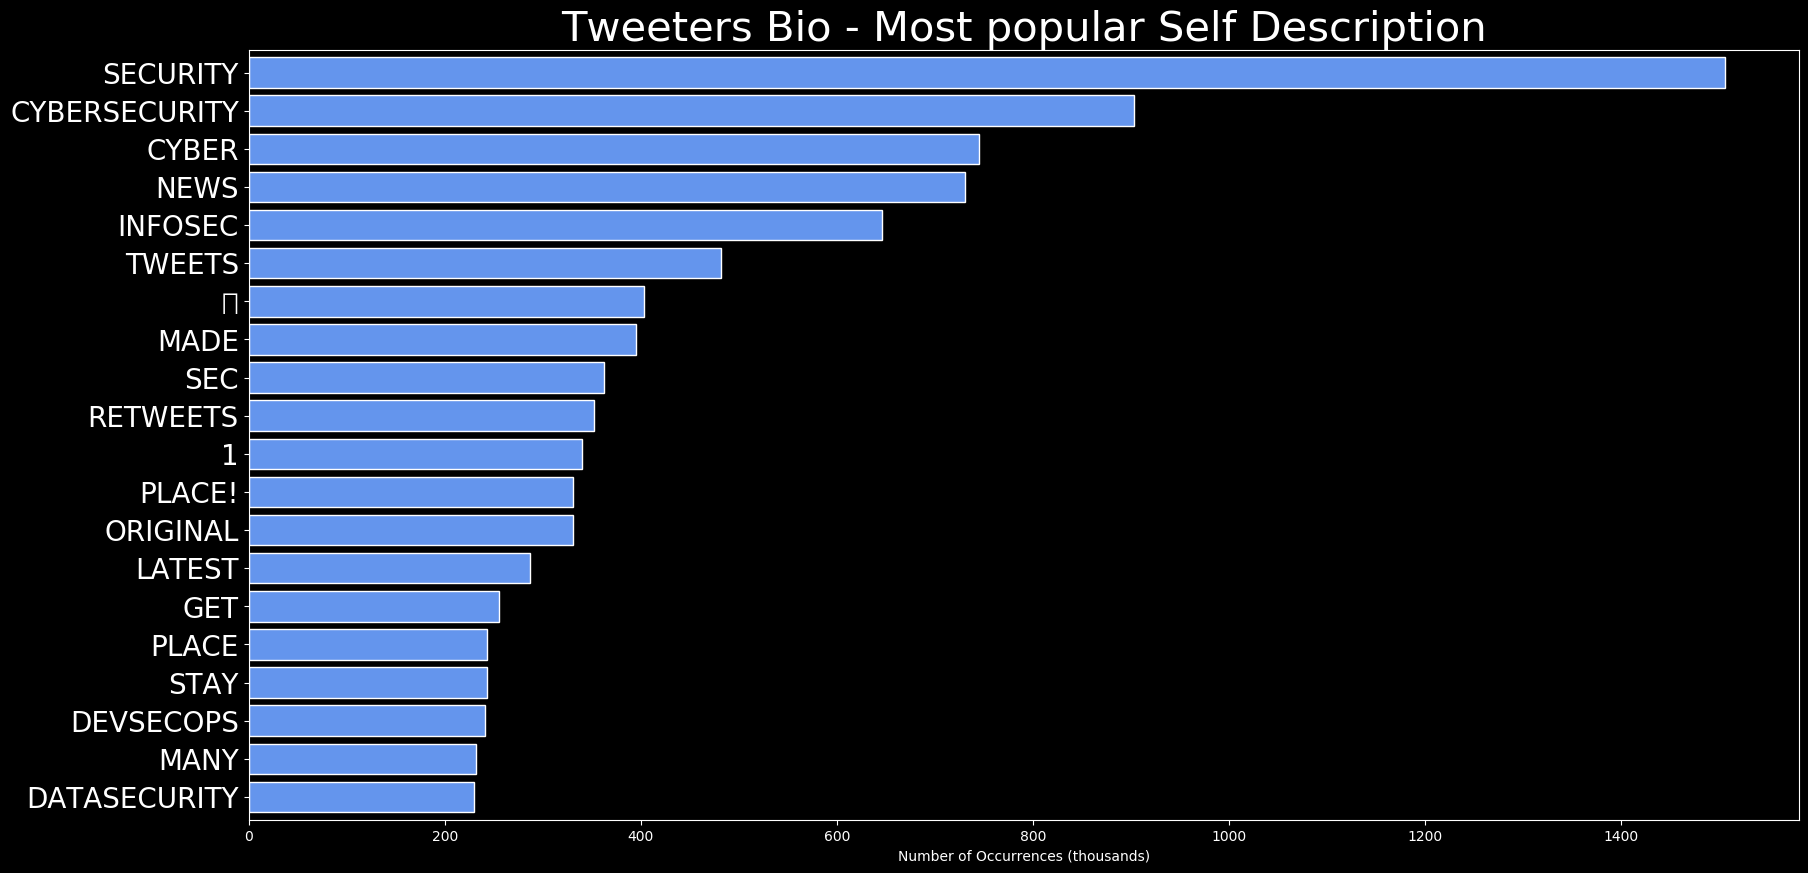 Tweeters Bio - Most popular Self Description
SECURITY
CYBERSECURITY
CYBER
NEWS
INFOSEC
TWEETS
MADE
SEC
RETWEETS
1
PLACE!
ORIGINAL
LATEST
GET
PLACE
STAY
DEVSECOPS
MANY
DATASECURITY
0 200 400 600 800 1000 1200 1400
Number of Occurrences (thousands)